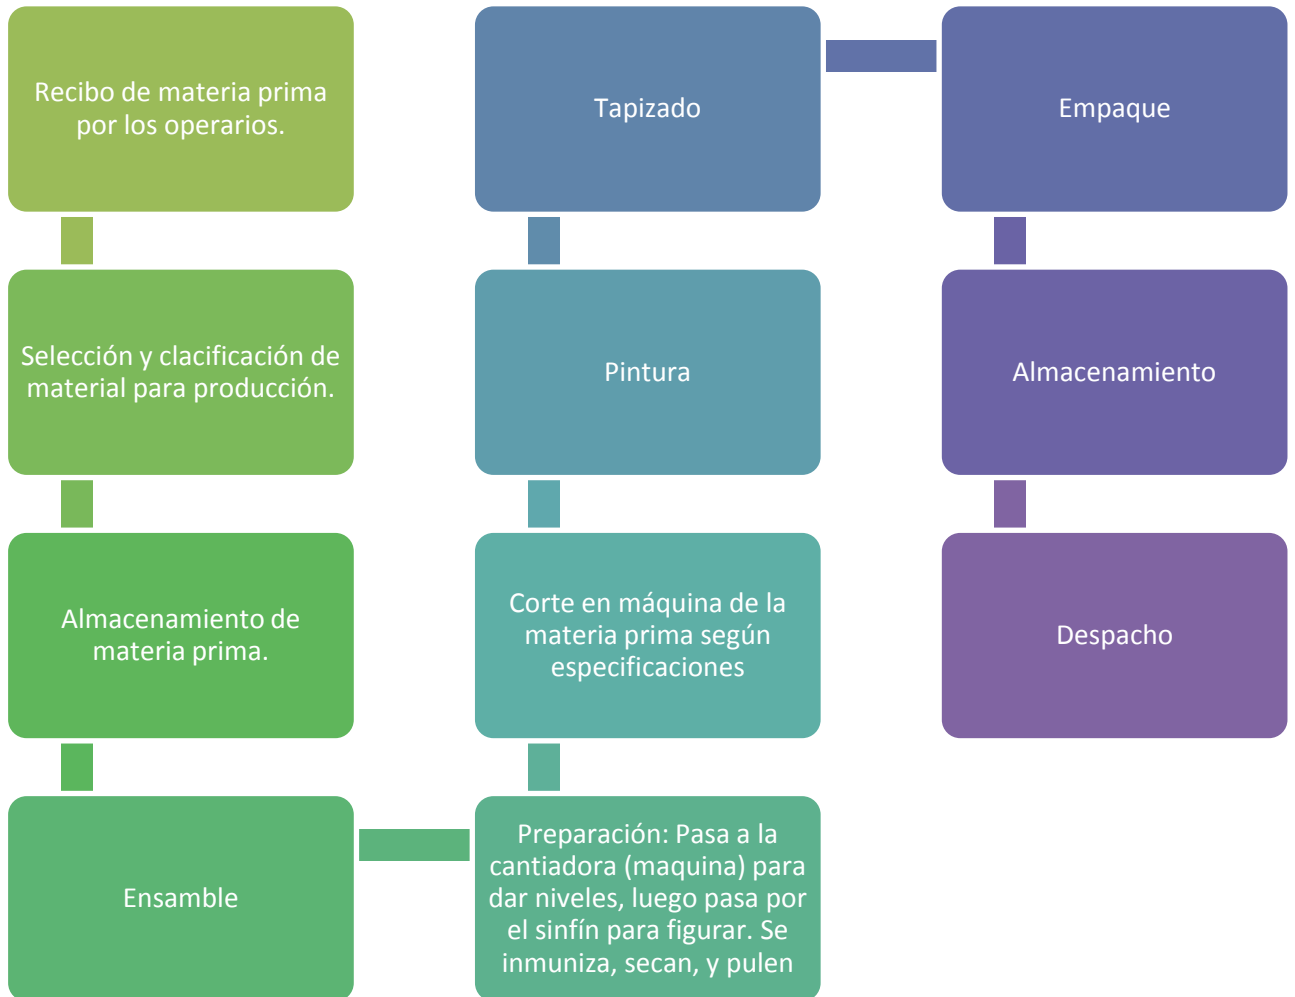 Recibo de materia prima
por los operarios.
Selección y clacificación de
material para producción.
Almacenamiento de
materia prima.
Ensamble
Preparación: Pasa a la
cantiadora (maquina) para
dar niveles, luego pasa por
el sinfín para figurar. Se
inmuniza, secan, y pulen
Corte en máquina de la
materia prima según
especificaciones
Pintura
Tapizado
Empaque
Almacenamiento
Despacho